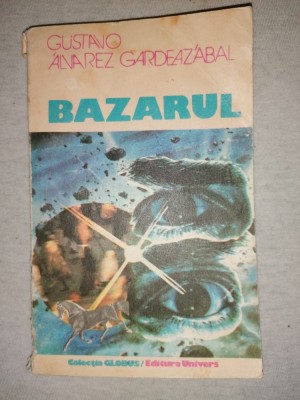 GUSTAVO
ÁLVAREZ GARDEAZÁBAL
BAZARUL
Colecția GLOBUS/Editura Univers